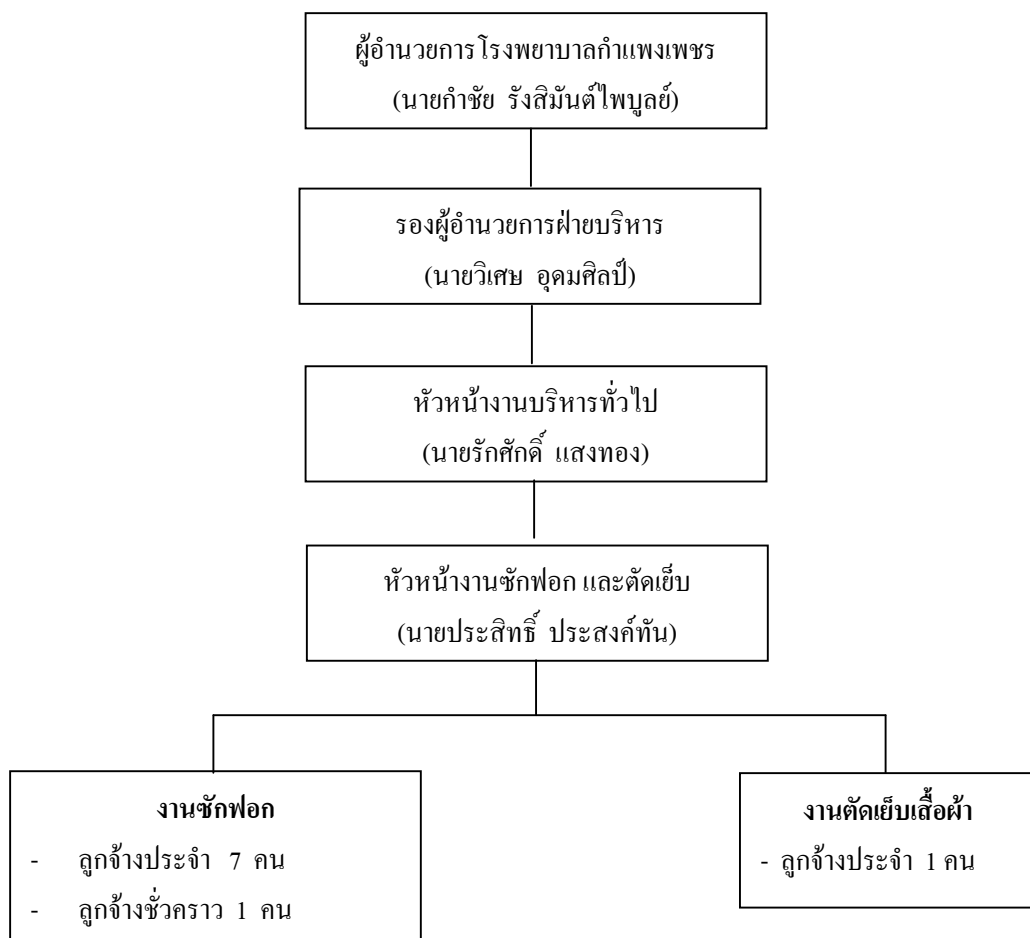 ผู้อำนวยการโรงพยาบาลกำแพงเพชร
(นายกำชัย รังสิมันต์ไพบูลย์)
รองผู้อำนวยการฝ่ายบริหาร
(นายวิเศษ อุดมศิลป์)
หัวหน้างานบริหารทั่วไป
(นายรักศักดิ์ แสงทอง)
หัวหน้างานซักฟอก และตัดเย็บ
(นายประสิทธิ์ ประสงค์ทัน)
งานซักฟอก
- ลูกจ้างประจำ 7 คน
- ลูกจ้างชั่วคราว 1 คน
งานตัดเย็บเสื้อผ้า
- ลูกจ้างประจำ 1 คน